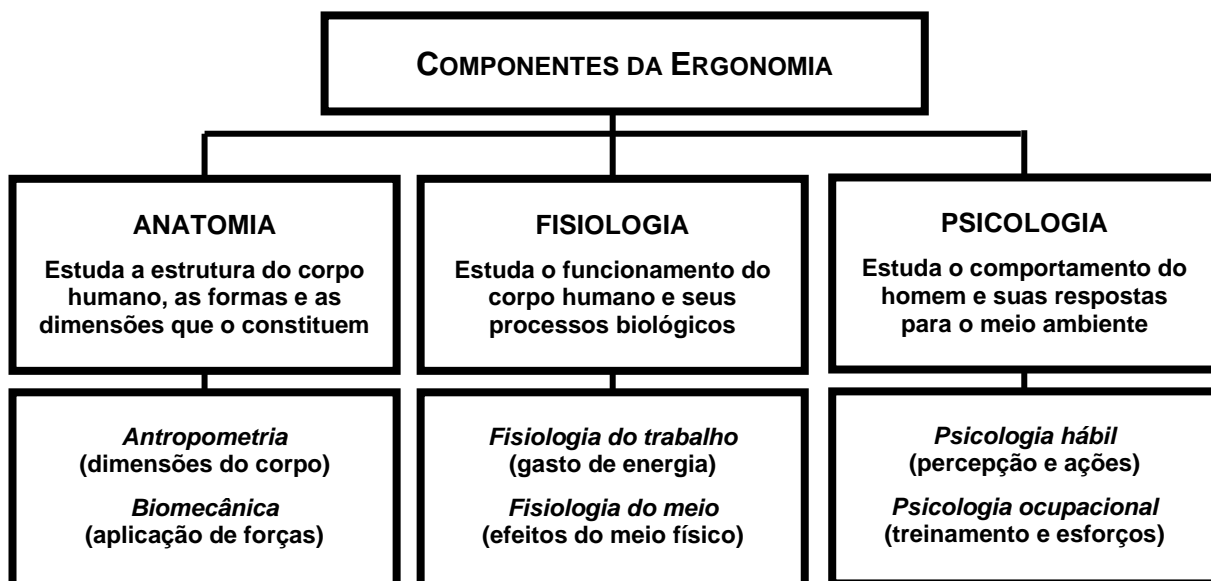 COMPONENTES DA ERGONOMIA
ANATOMIA
Estuda a estrutura do corpo
humano, as formas e as
dimensões que o constituem
FISIOLOGIA
Estuda o funcionamento do
corpo humano e seus
processos biológicos
PSICOLOGIA
Estuda o comportamento do
homem e suas respostas
para o meio ambiente
Antropometria
(dimensões do corpo)
Biomecânica
(aplicação de forças)
Fisiologia do trabalho
(gasto de energia)
Fisiologia do meio
(efeitos do meio físico)
Psicologia hábil
(percepção e ações)
Psicologia ocupacional
(treinamento e esforços)